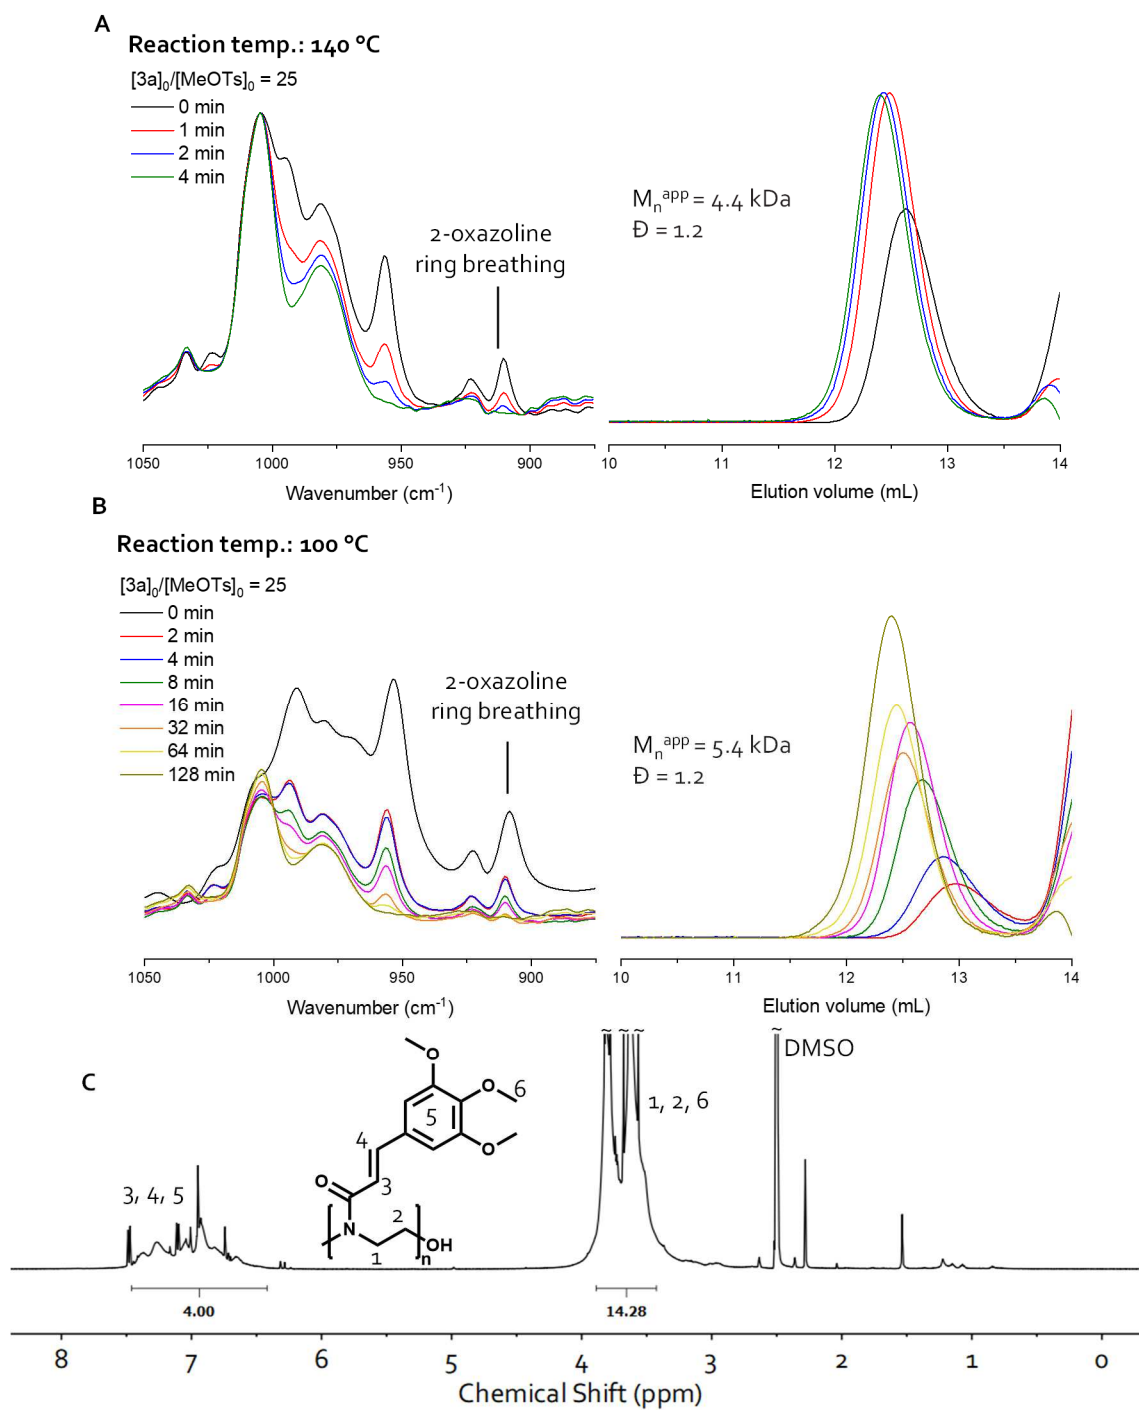 A
Reaction temp.: 140 °C
[3a]₀/[MeOTs]₀ = 25
0 min
1 min
2 min
4 min
2-oxazoline
ring breathing
Mₙᵃᵖᵖ = 4.4 kDa
Đ = 1.2
1050 1000 950 900
Wavenumber (cm⁻¹)
10 11 12 13 14
Elution volume (mL)
B
Reaction temp.: 100 °C
[3a]₀/[MeOTs]₀ = 25
0 min
2 min
4 min
8 min
16 min
32 min
64 min
128 min
2-oxazoline
ring breathing
Mₙᵃᵖᵖ = 5.4 kDa
Đ = 1.2
1050 1000 950 900
Wavenumber (cm⁻¹)
10 11 12 13 14
Elution volume (mL)
C
O
O 6
5
O
4
3
O
N
2
1
n
OH
3, 4, 5
~ ~ ~
1, 2, 6
~
DMSO
4.00
14.28
8 7 6 5 4 3 2 1 0
Chemical Shift (ppm)